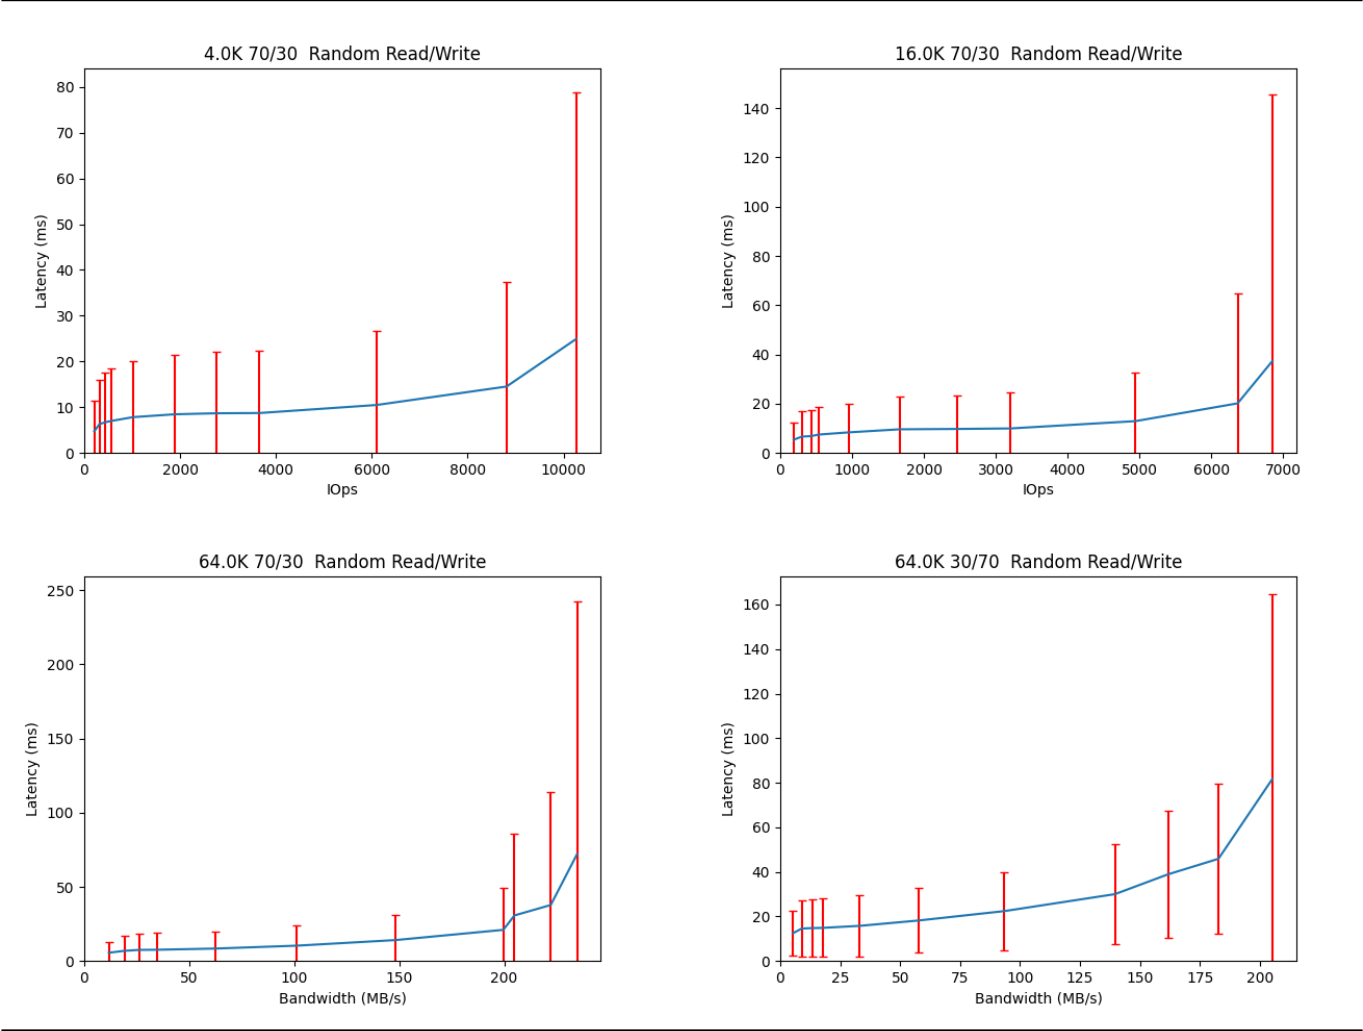 4.0K 70/30  Random Read/Write
80
70
60
50
40
30
20
10
0
Latency (ms)
0 2000 4000 6000 8000 10000
IOps
16.0K 70/30  Random Read/Write
140
120
100
80
60
40
20
0
Latency (ms)
0 1000 2000 3000 4000 5000 6000 7000
IOps
64.0K 70/30  Random Read/Write
250
200
150
100
50
0
Latency (ms)
0 50 100 150 200
Bandwidth (MB/s)
64.0K 30/70  Random Read/Write
160
140
120
100
80
60
40
20
0
Latency (ms)
0 25 50 75 100 125 150 175 200
Bandwidth (MB/s)